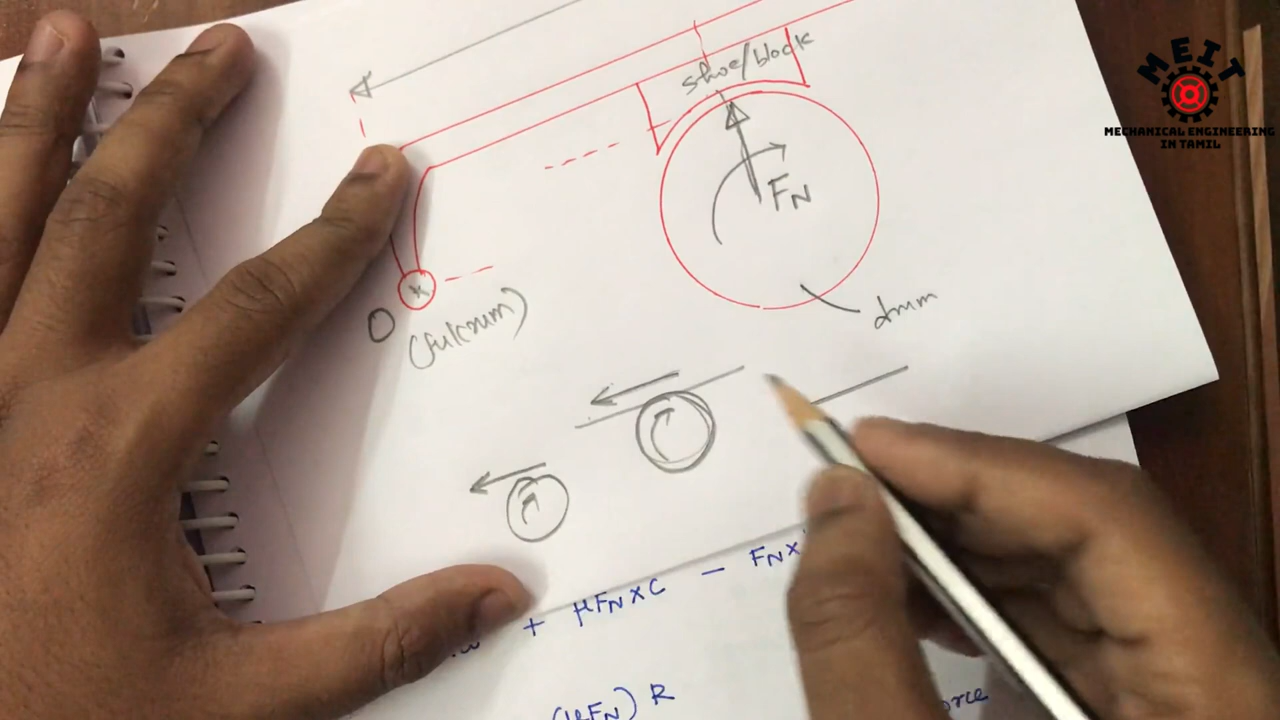 MEIT
MECHANICAL ENGINEERING
IN TAMIL
shoe/block
FN
drum
O
(fulcrum)
+ μFN×C - FN×
(μFN) R